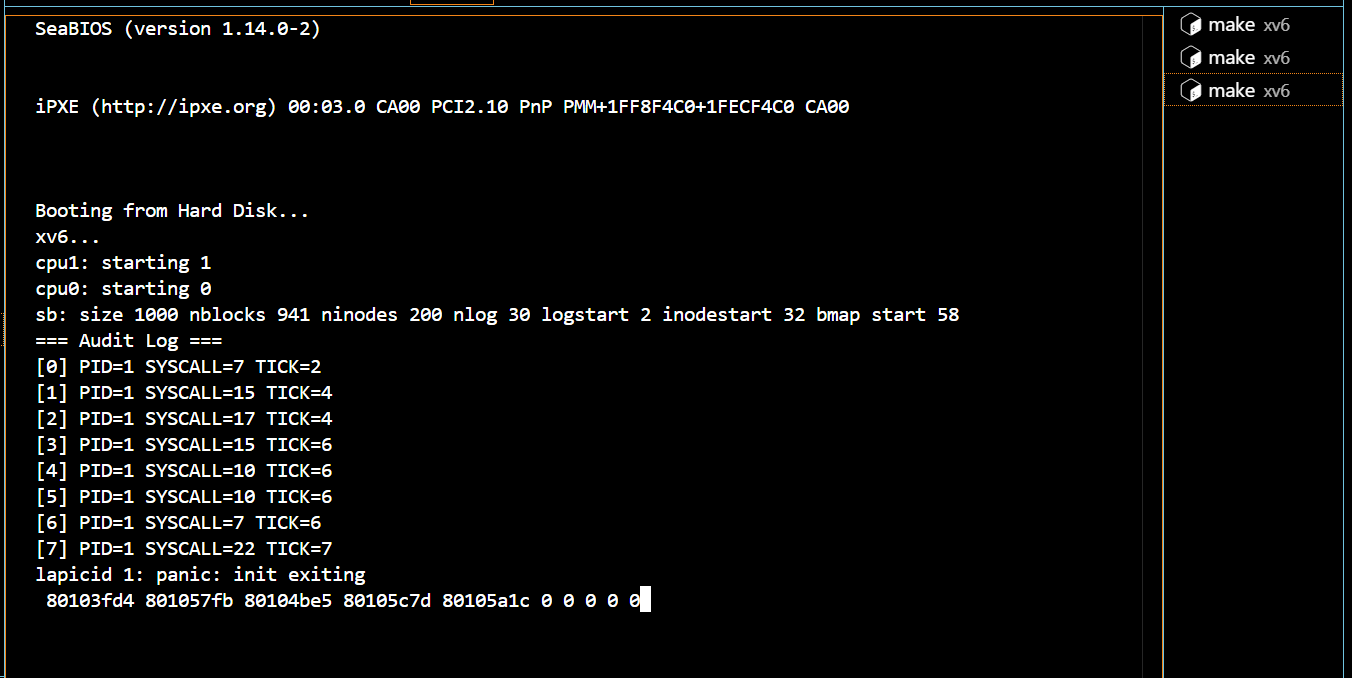 SeaBIOS (version 1.14.0-2)
iPXE (http://ipxe.org) 00:03.0 CA00 PCI2.10 PnP PMM+1FF8F4C0+1FECF4C0 CA00
Booting from Hard Disk...
xv6...
cpu1: starting 1
cpu0: starting 0
sb: size 1000 nblocks 941 ninodes 200 nlog 30 logstart 2 inodestart 32 bmap start 58
=== Audit Log ===
[0] PID=1 SYSCALL=7 TICK=2
[1] PID=1 SYSCALL=15 TICK=4
[2] PID=1 SYSCALL=17 TICK=4
[3] PID=1 SYSCALL=15 TICK=6
[4] PID=1 SYSCALL=10 TICK=6
[5] PID=1 SYSCALL=10 TICK=6
[6] PID=1 SYSCALL=7 TICK=6
[7] PID=1 SYSCALL=22 TICK=7
lapicid 1: panic: init exiting
80103fd4 801057fb 80104be5 80105c7d 80105a1c 0 0 0 0 0
make xv6
make xv6
make xv6